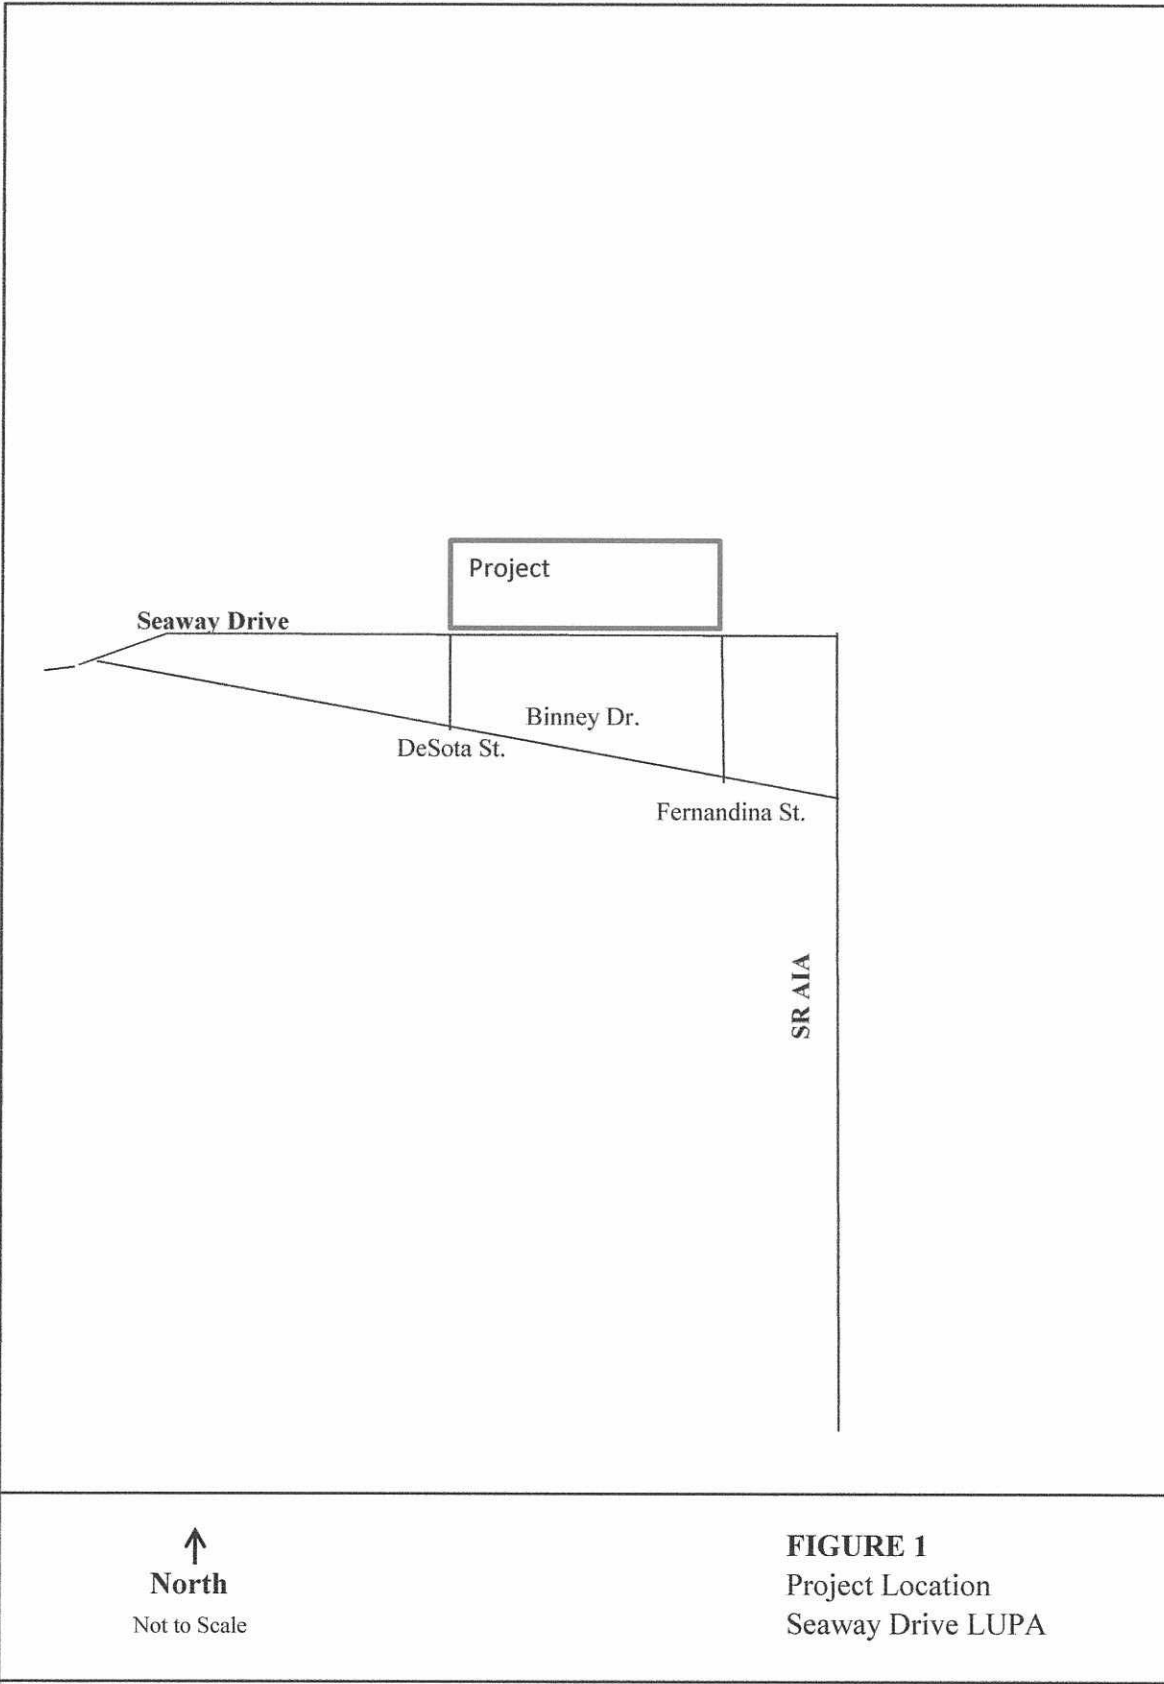 Project
Seaway Drive
Binney Dr.
DeSota St.
Fernandina St.
SR AIA
North
Not to Scale
FIGURE 1
Project Location
Seaway Drive LUPA